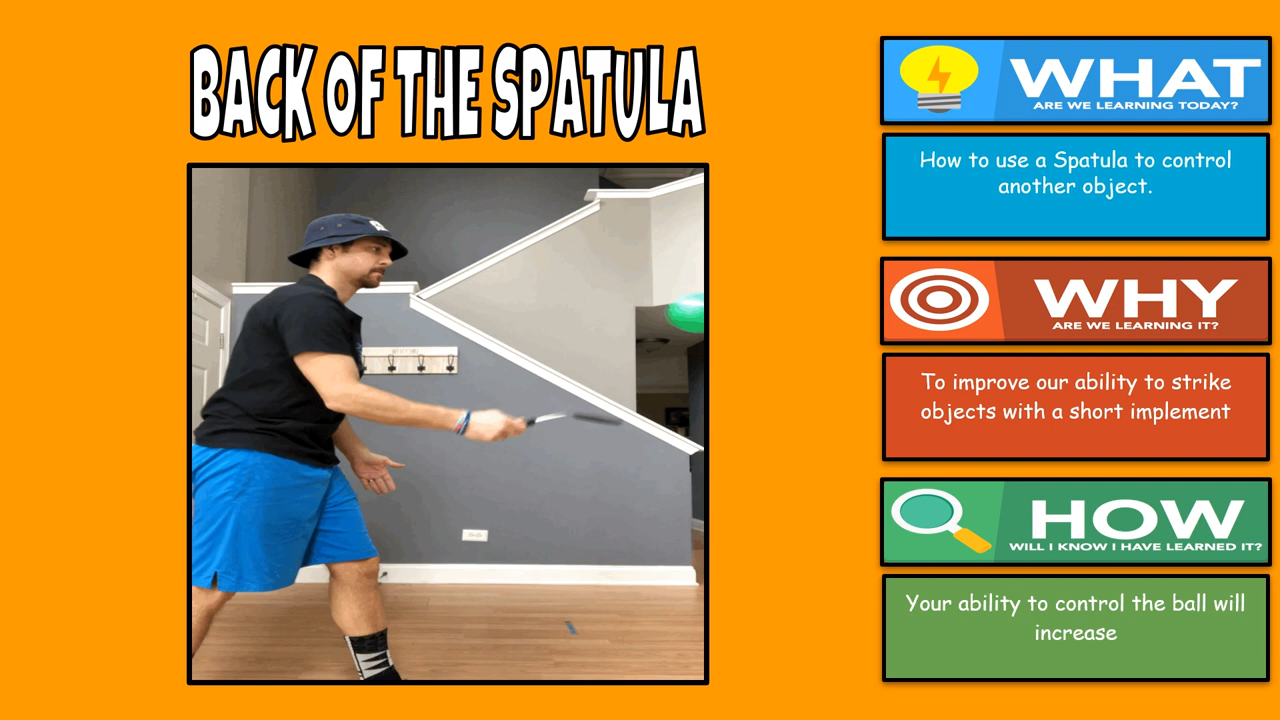 BACK OF THE SPATULA
WHAT
ARE WE LEARNING TODAY?
How to use a Spatula to control
another object.
WHY
ARE WE LEARNING IT?
To improve our ability to strike
objects with a short implement
HOW
WILL I KNOW I HAVE LEARNED IT?
Your ability to control the ball will
increase